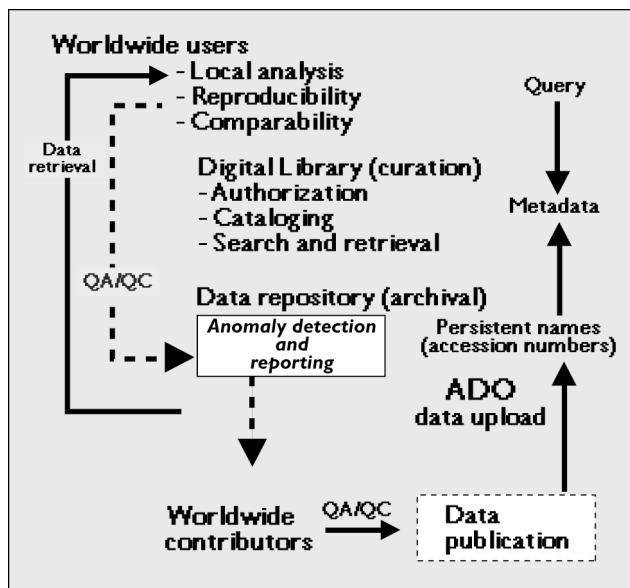 Worldwide users
- Local analysis
- Reproducibility
- Comparability
Data
retrieval
QA/QC
Digital Library (curation)
- Authorization
- Cataloging
- Search and retrieval
Data repository (archival)
Anomaly detection
and
reporting
Query
Metadata
Persistent names
(accession numbers)
ADO
data upload
Worldwide
contributors
QA/QC
Data
publication